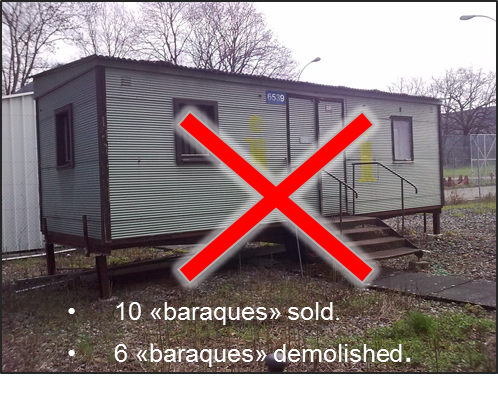 6539
• 10 «baraques» sold.
• 6 «baraques» demolished.